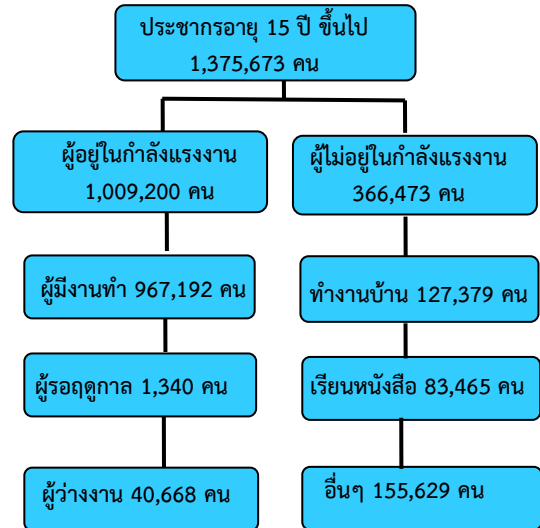 ประชากรอายุ 15 ปี ขึ้นไป
1,375,673 คน
ผู้อยู่ในกำลังแรงงาน
1,009,200 คน
ผู้ไม่อยู่ในกำลังแรงงาน
366,473 คน
ผู้มีงานทำ 967,192 คน
ทำงานบ้าน 127,379 คน
ผู้รอฤดูกาล 1,340 คน
เรียนหนังสือ 83,465 คน
ผู้ว่างงาน 40,668 คน
อื่นๆ 155,629 คน